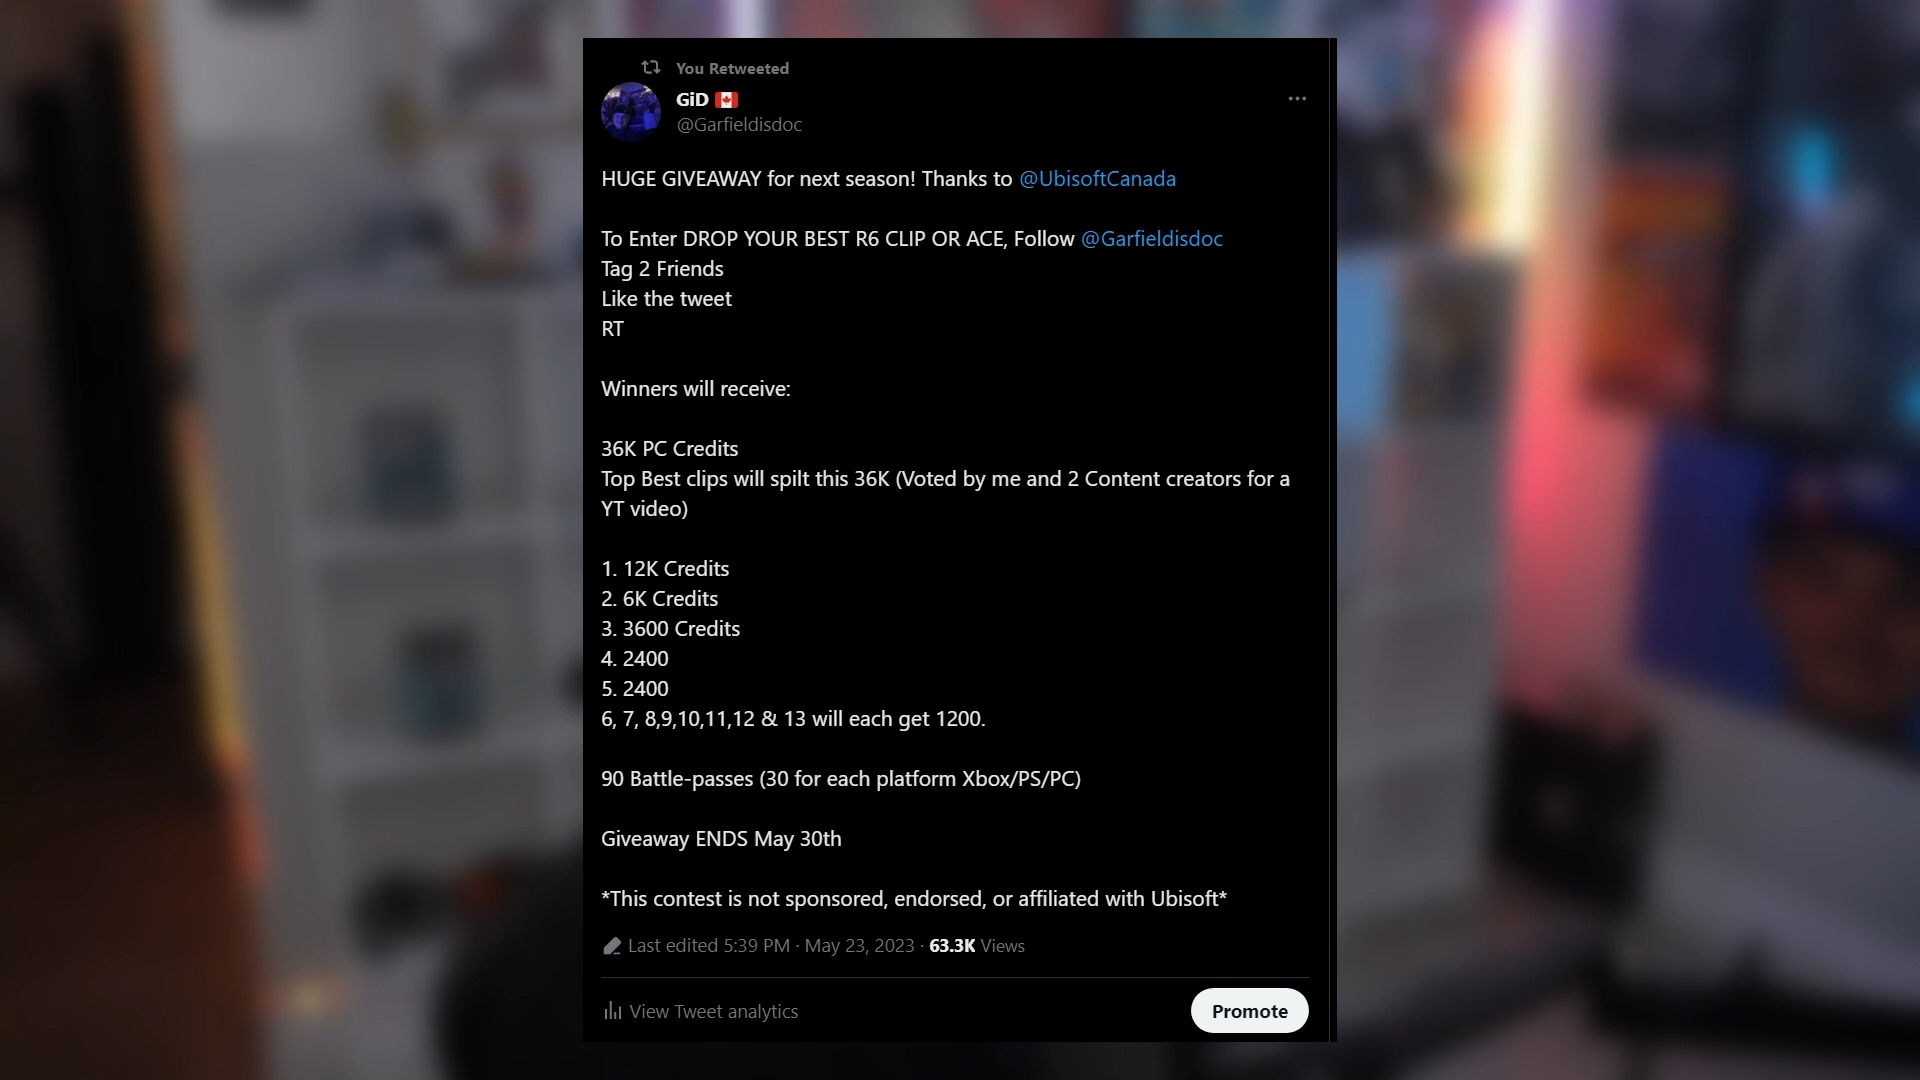 You Retweeted
GiD
@Garfieldisdoc
HUGE GIVEAWAY for next season! Thanks to @UbisoftCanada
To Enter DROP YOUR BEST R6 CLIP OR ACE, Follow @Garfieldisdoc
Tag 2 Friends
Like the tweet
RT
Winners will receive:
36K PC Credits
Top Best clips will spilt this 36K (Voted by me and 2 Content creators for a
YT video)
1. 12K Credits
2. 6K Credits
3. 3600 Credits
4. 2400
5. 2400
6, 7, 8,9,10,11,12 & 13 will each get 1200.
90 Battle-passes (30 for each platform Xbox/PS/PC)
Giveaway ENDS May 30th
*This contest is not sponsored, endorsed, or affiliated with Ubisoft*
Last edited 5:39 PM · May 23, 2023 · 63.3K Views
View Tweet analytics
Promote